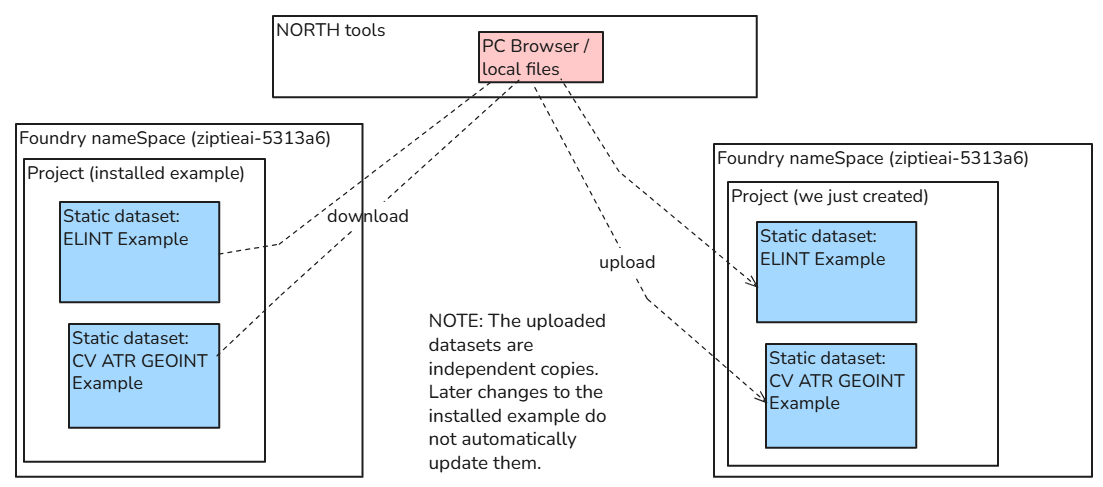 NORTH tools
PC Browser /
local files
Foundry nameSpace (ziptieai-5313a6)
Project (installed example)
Static dataset:
ELINT Example
Static dataset:
CV ATR GEOINT
Example
download
upload
NOTE: The uploaded
datasets are
independent copies.
Later changes to the
installed example do
not automatically
update them.
Foundry nameSpace (ziptieai-5313a6)
Project (we just created)
Static dataset:
ELINT Example
Static dataset:
CV ATR GEOINT
Example